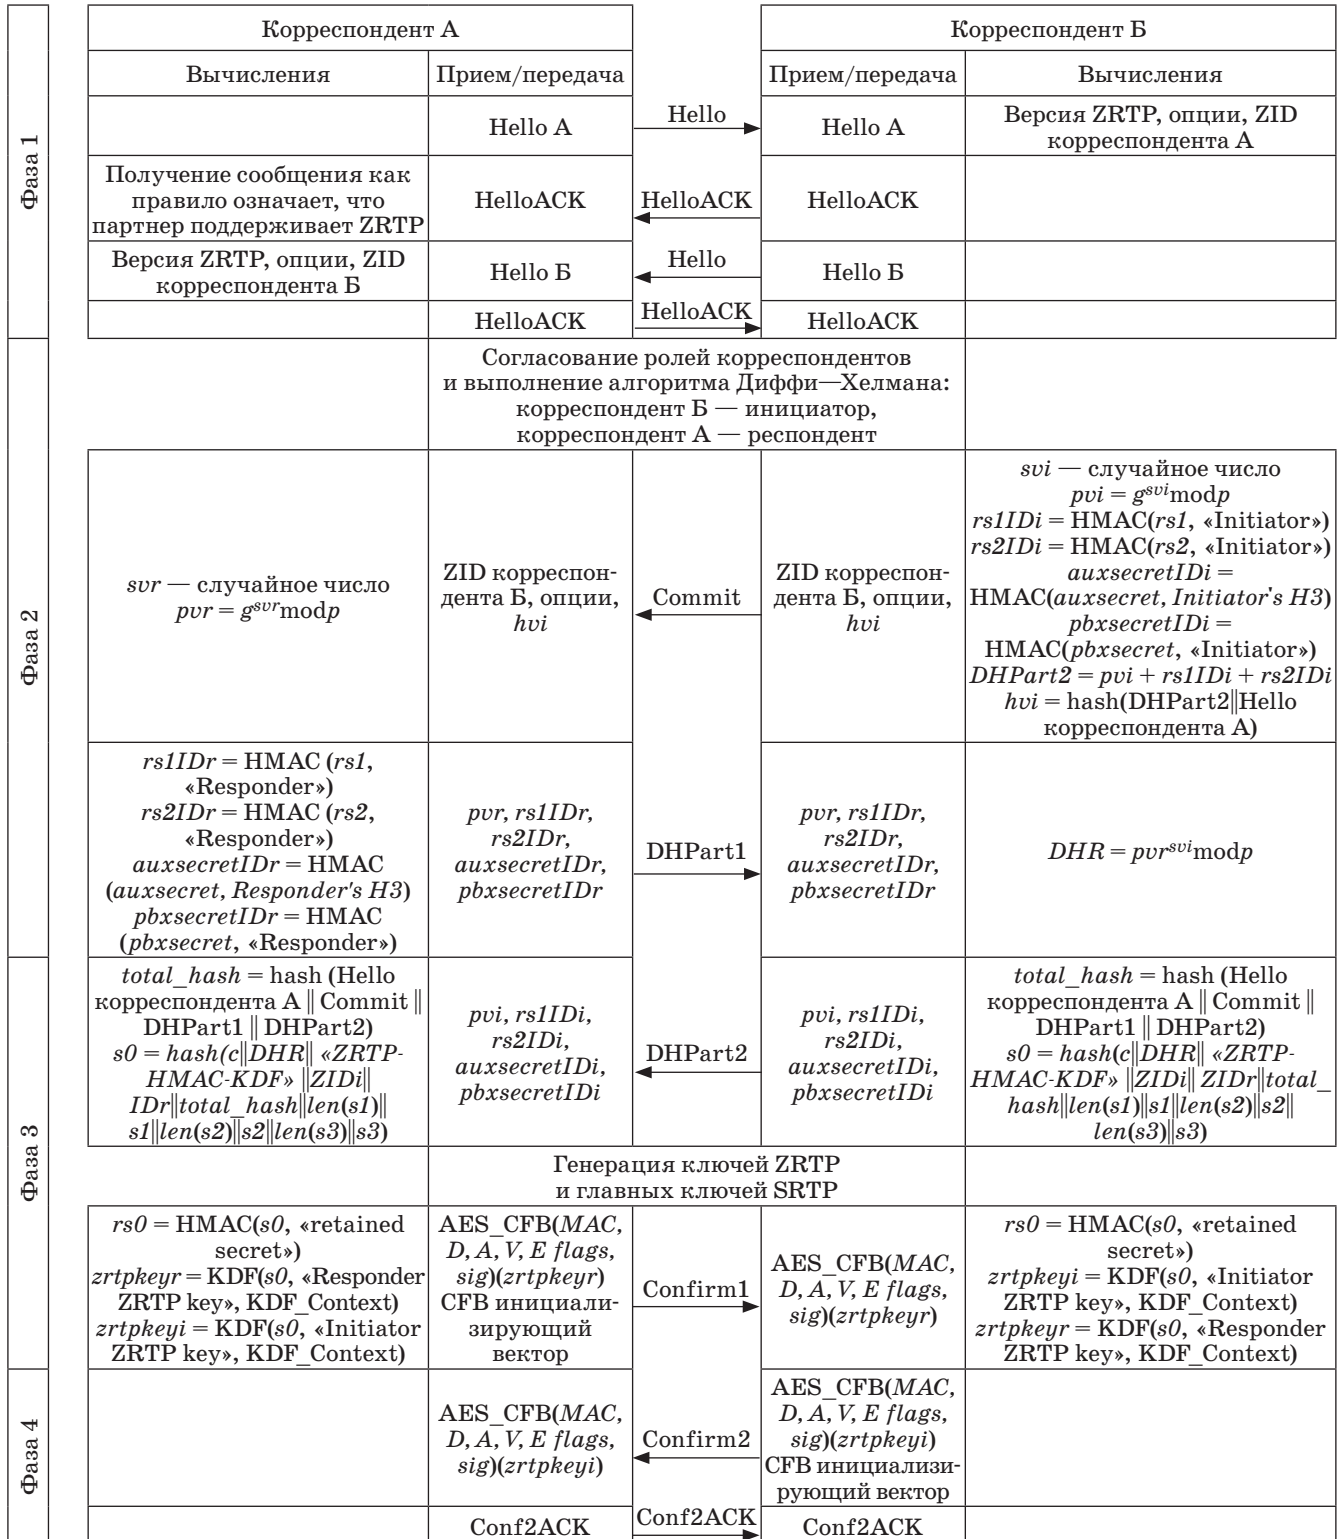 Корреспондент А
Корреспондент Б
Вычисления
Прием/передача
Прием/передача
Вычисления
Фаза 1
Hello А
Hello
Hello А
Версия ZRTP, опции, ZID
корреспондента А
Получение сообщения как
правило означает, что
партнер поддерживает ZRTP
HelloACK
HelloACK
HelloACK
Версия ZRTP, опции, ZID
корреспондента Б
Hello Б
Hello
Hello Б
HelloACK
HelloACK
HelloACK
Фаза 2
Согласование ролей корреспондентов
и выполнение алгоритма Диффи—Хелмана:
корреспондент Б — инициатор,
корреспондент А — респондент
svr — случайное число
pvr = g^svr mod p
ZID корреспон-
дента Б, опции,
hvi
Commit
ZID корреспон-
дента Б, опции,
hvi
svi — случайное число
pvi = g^svi mod p
rs1IDi = HMAC(rs1, «Initiator»)
rs2IDi = HMAC(rs2, «Initiator»)
auxsecretIDi =
HMAC(auxsecret, Initiator's H3)
pbxsecretIDi =
HMAC(pbxsecret, «Initiator»)
DHPart2 = pvi + rs1IDi + rs2IDi
hvi = hash(DHPart2||Hello
корреспондента А)
rs1IDr = HMAC (rs1,
«Responder»)
rs2IDr = HMAC (rs2,
«Responder»)
auxsecretIDr = HMAC
(auxsecret, Responder's H3)
pbxsecretIDr = HMAC
(pbxsecret, «Responder»)
pvr, rs1IDr,
rs2IDr,
auxsecretIDr,
pbxsecretIDr
DHPart1
pvr, rs1IDr,
rs2IDr,
auxsecretIDr,
pbxsecretIDr
DHR = pvr^svi mod p
Фаза 3
total_hash = hash (Hello
корреспондента А || Commit ||
DHPart1 || DHPart2)
s0 = hash(c||DHR|| «ZRTP-
HMAC-KDF» ||ZIDi||
IDr||total_hash||len(s1)||
s1||len(s2)||s2||len(s3)||s3)
pvi, rs1IDi,
rs2IDi,
auxsecretIDi,
pbxsecretIDi
DHPart2
pvi, rs1IDi,
rs2IDi,
auxsecretIDi,
pbxsecretIDi
total_hash = hash (Hello
корреспондента А || Commit ||
DHPart1 || DHPart2)
s0 = hash(c||DHR|| «ZRTP-
HMAC-KDF» ||ZIDi|| ZIDr||total_
hash||len(s1)||s1||len(s2)||s2||
len(s3)||s3)
Генерация ключей ZRTP
и главных ключей SRTP
rs0 = HMAC(s0, «retained
secret»)
zrtpkeyr = KDF(s0, «Responder
ZRTP key», KDF_Context)
zrtpkeyi = KDF(s0, «Initiator
ZRTP key», KDF_Context)
AES_CFB(MAC,
D, A, V, E flags,
sig)(zrtpkeyr)
CFB инициали-
зирующий
вектор
Confirm1
AES_CFB(MAC,
D, A, V, E flags,
sig)(zrtpkeyr)
rs0 = HMAC(s0, «retained
secret»)
zrtpkeyi = KDF(s0, «Initiator
ZRTP key», KDF_Context)
zrtpkeyr = KDF(s0, «Responder
ZRTP key», KDF_Context)
Фаза 4
AES_CFB(MAC,
D, A, V, E flags,
sig)(zrtpkeyi)
Confirm2
AES_CFB(MAC,
D, A, V, E flags,
sig)(zrtpkeyi)
CFB инициализи-
рующий вектор
Conf2ACK
Conf2ACK
Conf2ACK